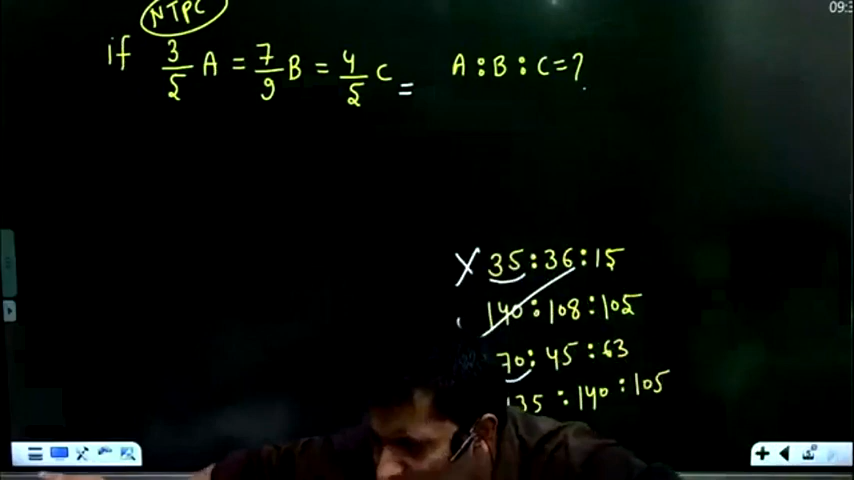 NTPC
09:3
if 3/5 A = 7/9 B = 4/5 C = A : B : C = ?
X 35 : 36 : 15
140 : 108 : 105
70 : 45 : 63
135 : 140 : 105